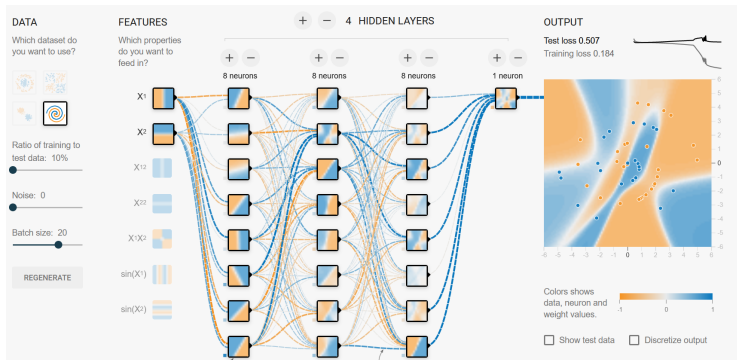 DATA
Which dataset do
you want to use?
Ratio of training to
test data: 10%
Noise: 0
Batch size: 20
REGENERATE
FEATURES
Which properties
do you want to
feed in?
X1
X2
X12
X22
X1X2
sin(X1)
sin(X2)
+ − 4 HIDDEN LAYERS
+ − + − + − + −
8 neurons 8 neurons 8 neurons 1 neuron
OUTPUT
Test loss 0.507
Training loss 0.184
6
5
4
3
2
1
0
-1
-2
-3
-4
-5
-6
-6 -5 -4 -3 -2 -1 0 1 2 3 4 5 6
Colors shows
data, neuron and
weight values.
-1 0 1
Show test data Discretize output